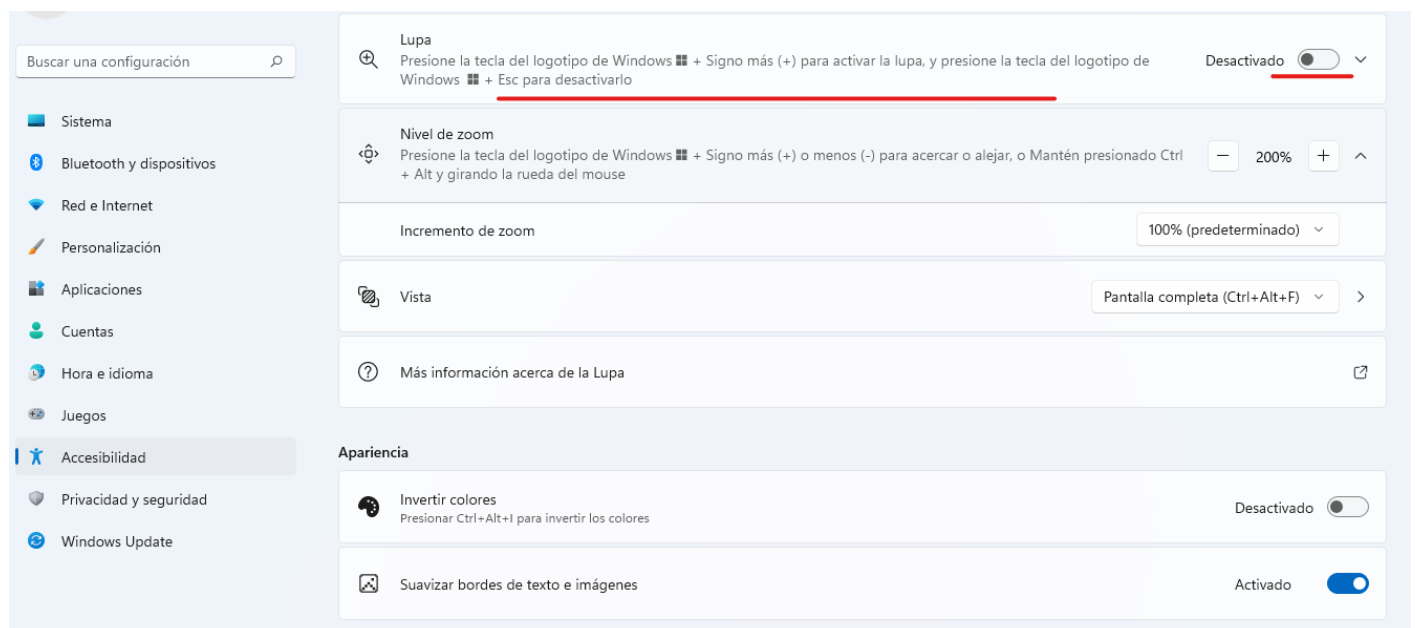 Buscar una configuración
Sistema
Bluetooth y dispositivos
Red e Internet
Personalización
Aplicaciones
Cuentas
Hora e idioma
Juegos
Accesibilidad
Privacidad y seguridad
Windows Update
Lupa
Presione la tecla del logotipo de Windows + Signo más (+) para activar la lupa, y presione la tecla del logotipo de
Windows + Esc para desactivarlo
Desactivado
Nivel de zoom
Presione la tecla del logotipo de Windows + Signo más (+) o menos (-) para acercar o alejar, o Mantén presionado Ctrl
+ Alt y girando la rueda del mouse
200%
Incremento de zoom
100% (predeterminado)
Vista
Pantalla completa (Ctrl+Alt+F)
Más información acerca de la Lupa
Apariencia
Invertir colores
Presionar Ctrl+Alt+I para invertir los colores
Desactivado
Suavizar bordes de texto e imágenes
Activado